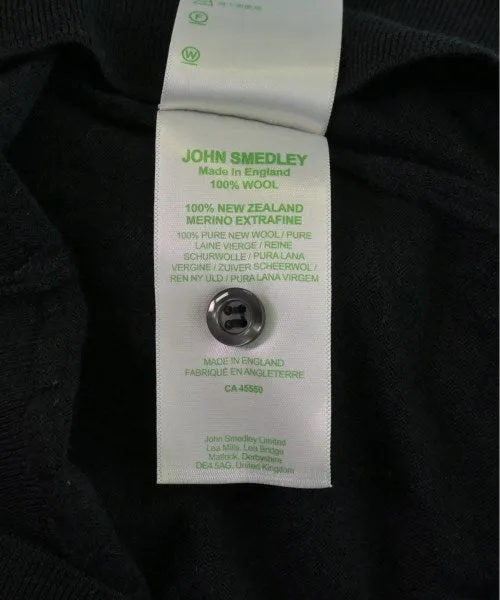 F
W
JOHN SMEDLEY
Made in England
100% WOOL
100% NEW ZEALAND
MERINO EXTRAFINE
100% PURE NEW WOOL / PURE
LAINE VIERGE / REINE
SCHURWOLLE / PURA LANA
VERGINE / ZUIVER SCHEERWOL /
REN NY ULD / PURA LANA VIRGEM
MADE IN ENGLAND
FABRIQUÉ EN ANGLETERRE
CA 45550
John Smedley Limited
Lea Mills, Lea Bridge
Matlock, Derbyshire
DE4 5AG, United Kingdom